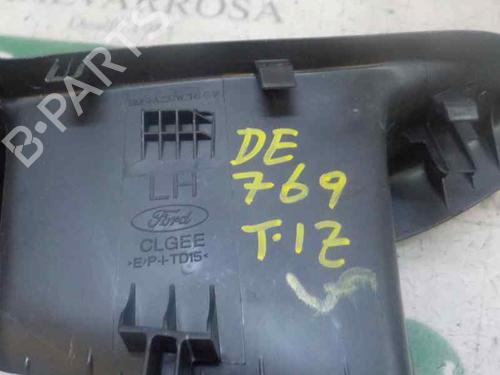 B-PARTS
LH
Ford
CLGEE
>E/P-I-TD15<
DE
769
T.IZ